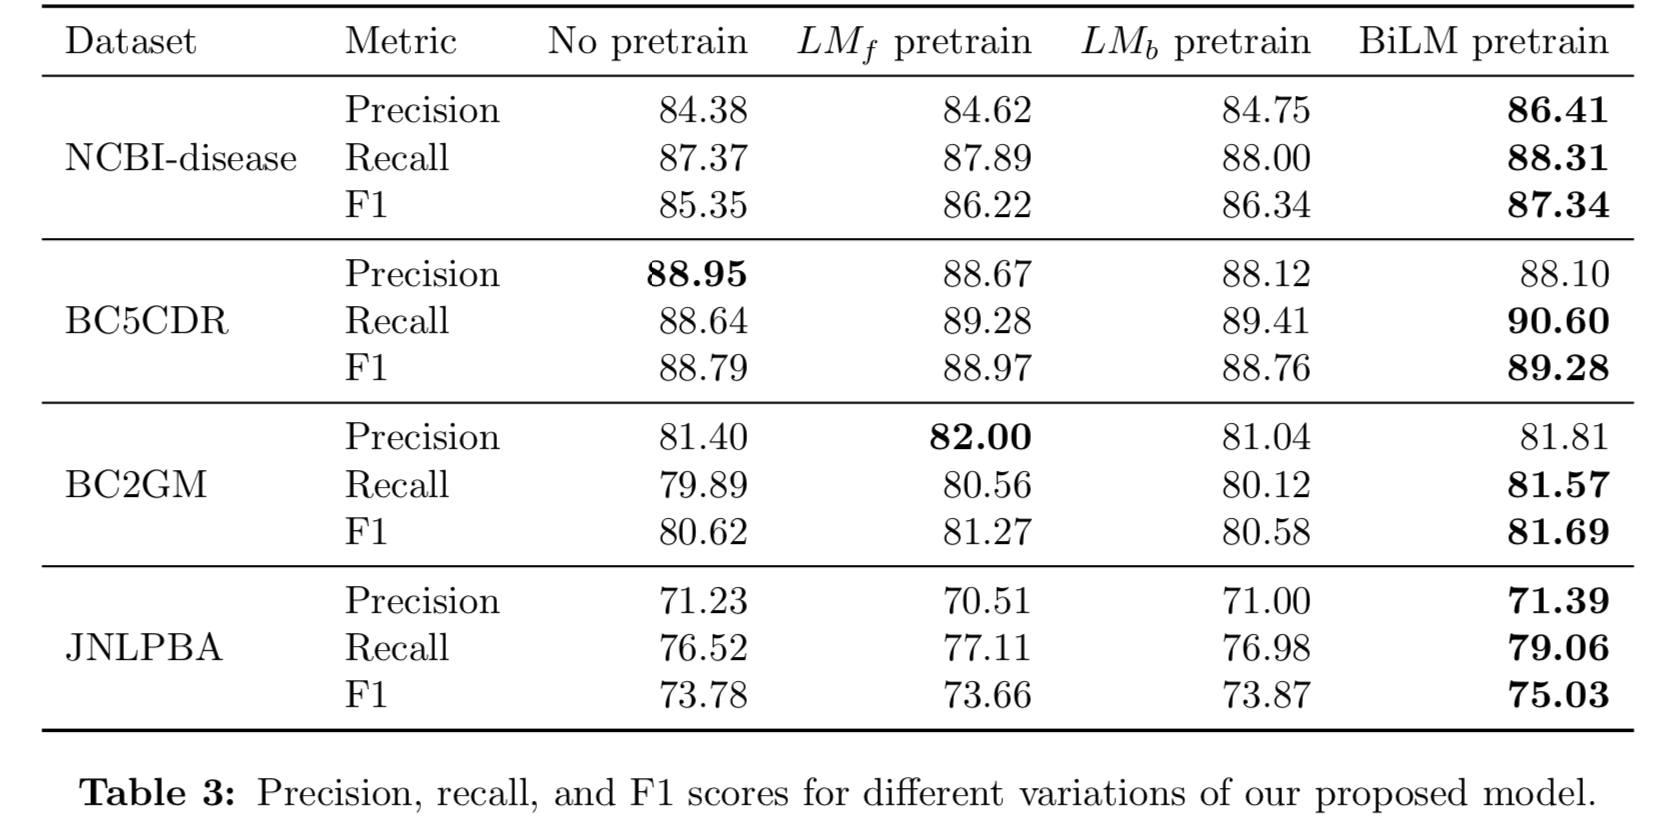 Dataset Metric No pretrain LMf pretrain LMb pretrain BiLM pretrain
Precision 84.38 84.62 84.75 86.41
NCBI-disease Recall 87.37 87.89 88.00 88.31
F1 85.35 86.22 86.34 87.34
Precision 88.95 88.67 88.12 88.10
BC5CDR Recall 88.64 89.28 89.41 90.60
F1 88.79 88.97 88.76 89.28
Precision 81.40 82.00 81.04 81.81
BC2GM Recall 79.89 80.56 80.12 81.57
F1 80.62 81.27 80.58 81.69
Precision 71.23 70.51 71.00 71.39
JNLPBA Recall 76.52 77.11 76.98 79.06
F1 73.78 73.66 73.87 75.03
Table 3: Precision, recall, and F1 scores for different variations of our proposed model.